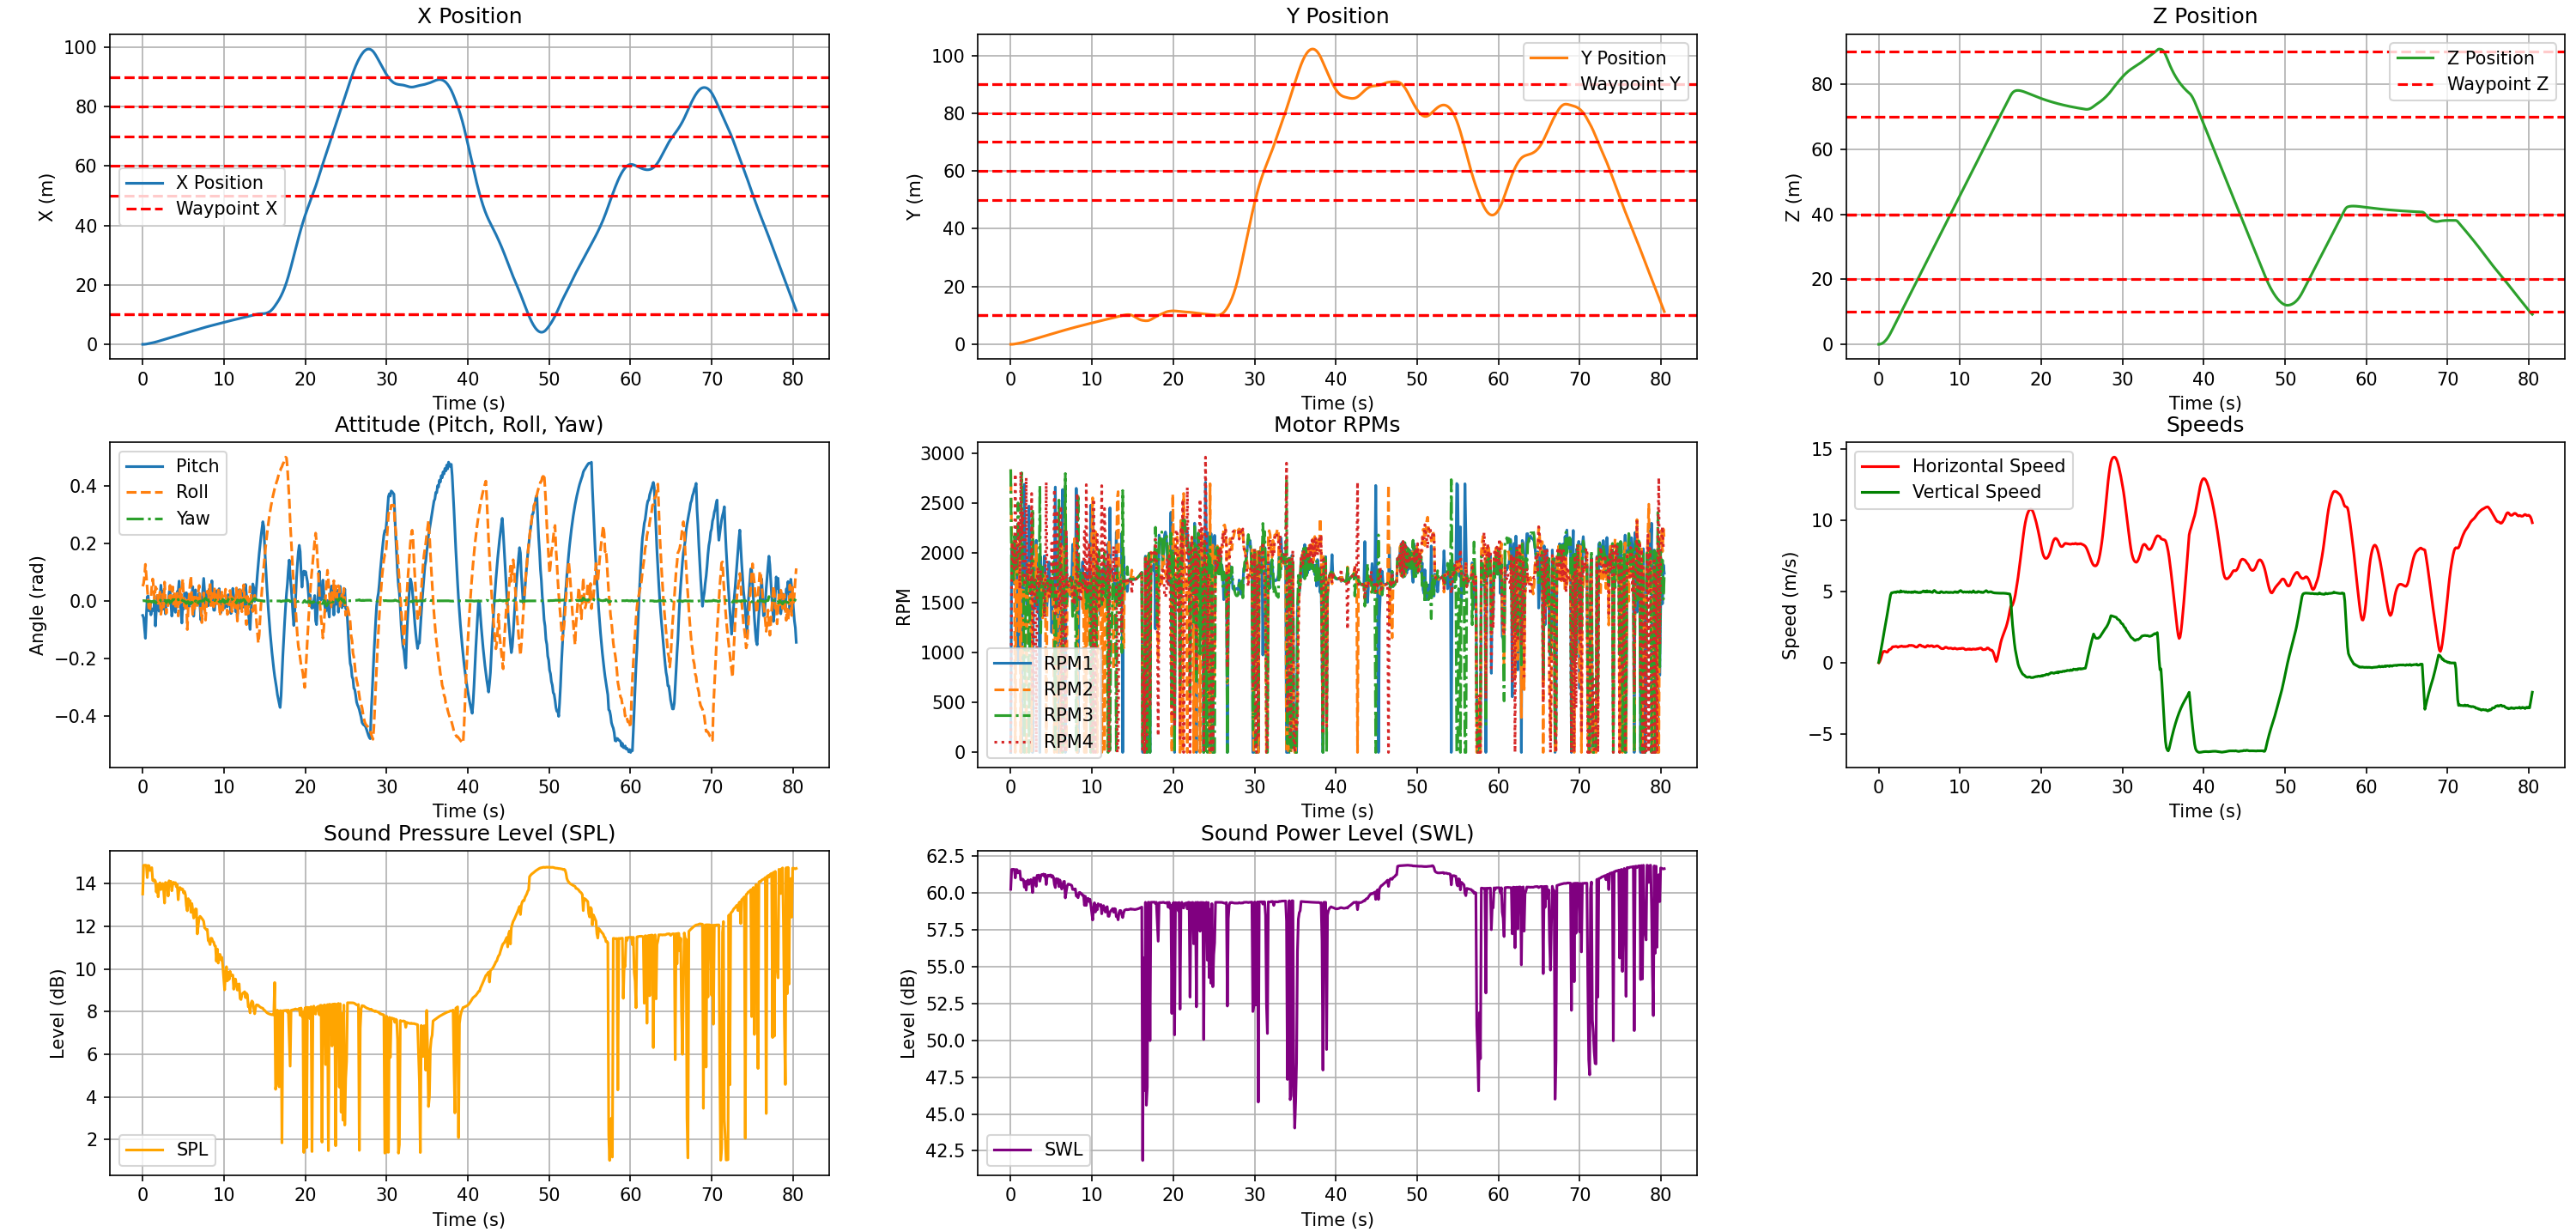 X Position
X (m)
100
80
60
40
20
0
X Position
Waypoint X
0 10 20 30 40 50 60 70 80
Time (s)
Y Position
Y (m)
100
80
60
40
20
0
Y Position
Waypoint Y
0 10 20 30 40 50 60 70 80
Time (s)
Z Position
Z (m)
80
60
40
20
0
Z Position
Waypoint Z
0 10 20 30 40 50 60 70 80
Time (s)
Attitude (Pitch, Roll, Yaw)
Angle (rad)
0.4
0.2
0.0
−0.2
−0.4
Pitch
Roll
Yaw
0 10 20 30 40 50 60 70 80
Time (s)
Motor RPMs
RPM
3000
2500
2000
1500
1000
500
0
RPM1
RPM2
RPM3
RPM4
0 10 20 30 40 50 60 70 80
Time (s)
Speeds
Speed (m/s)
15
10
5
0
−5
Horizontal Speed
Vertical Speed
0 10 20 30 40 50 60 70 80
Time (s)
Sound Pressure Level (SPL)
Level (dB)
14
12
10
8
6
4
2
SPL
0 10 20 30 40 50 60 70 80
Time (s)
Sound Power Level (SWL)
Level (dB)
62.5
60.0
57.5
55.0
52.5
50.0
47.5
45.0
42.5
SWL
0 10 20 30 40 50 60 70 80
Time (s)